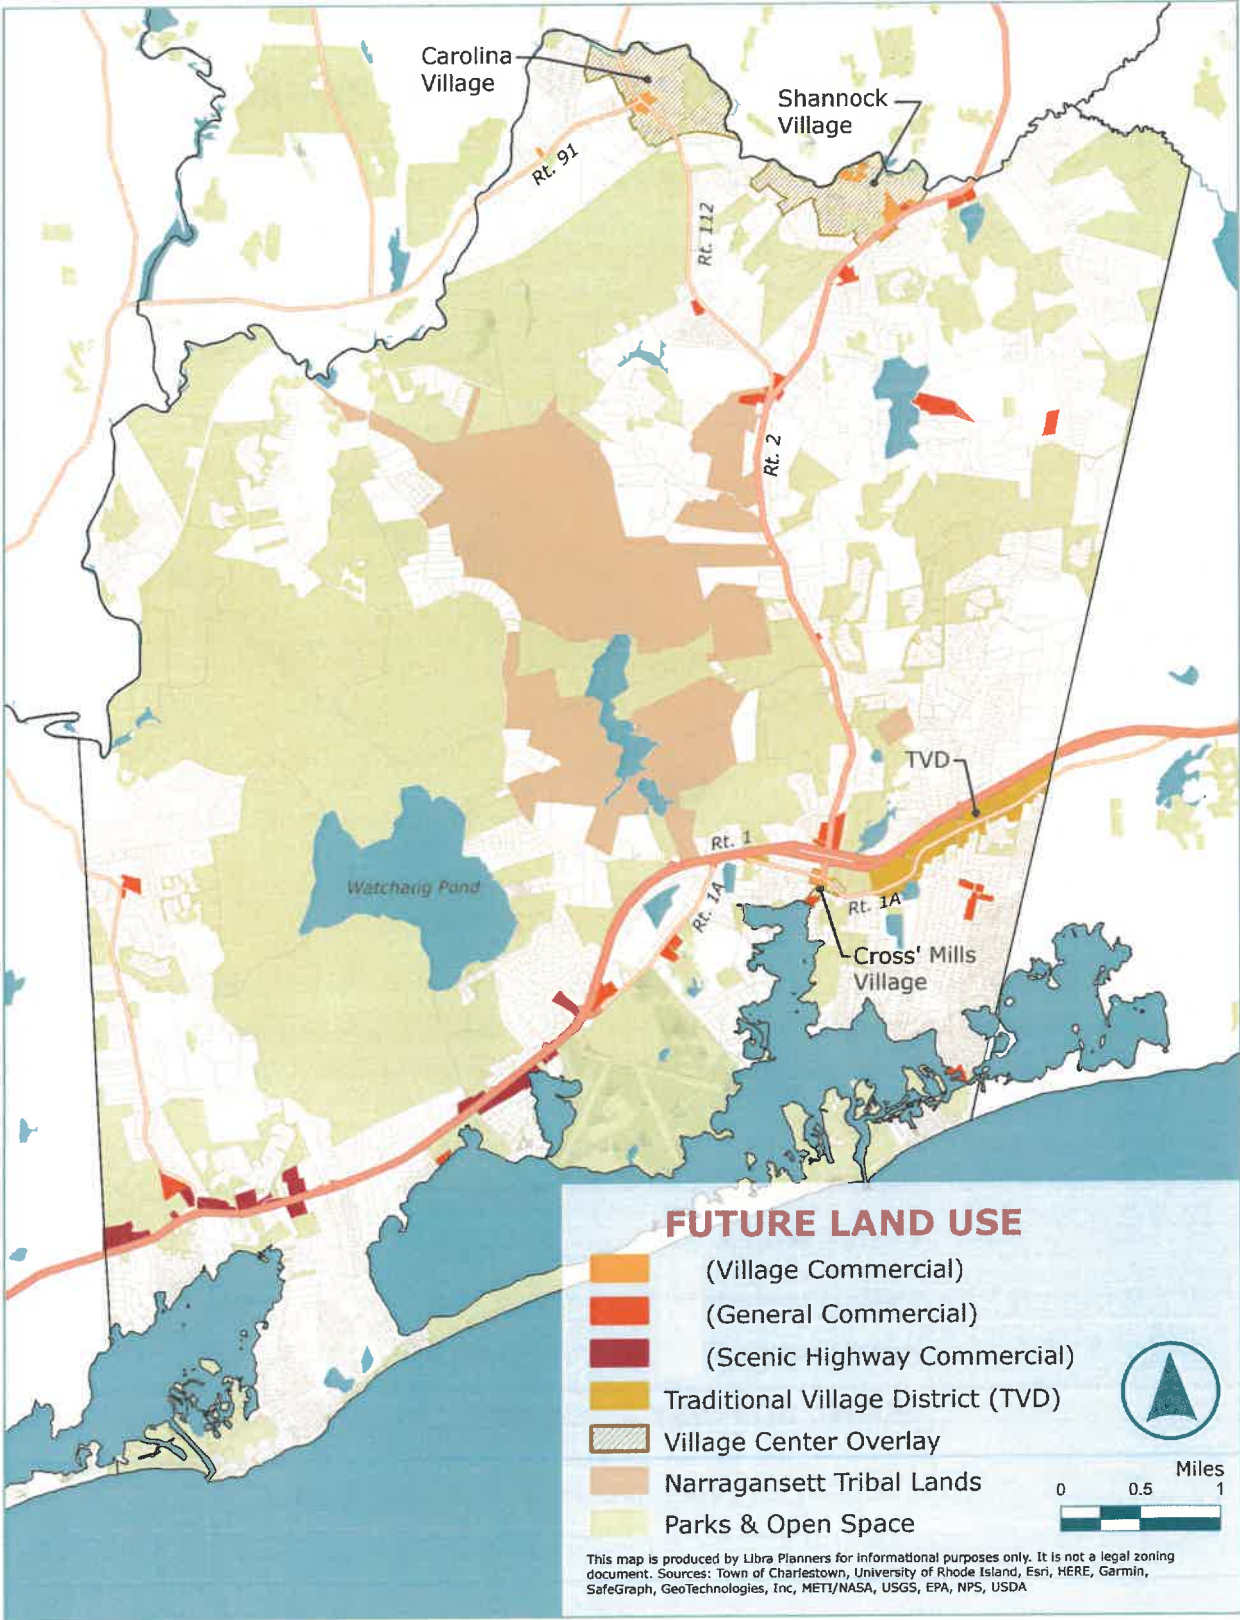 Carolina
Village
Shannock
Village
Rt. 91
Rt. 112
Rt. 2
TVD
Rt. 1
Watchaug Pond
Rt. 1A
Rt. 1A
Cross' Mills
Village
FUTURE LAND USE
(Village Commercial)
(General Commercial)
(Scenic Highway Commercial)
Traditional Village District (TVD)
Village Center Overlay
Narragansett Tribal Lands
Parks & Open Space
Miles
0 0.5 1
This map is produced by Libra Planners for informational purposes only. It is not a legal zoning
document. Sources: Town of Charlestown, University of Rhode Island, Esri, HERE, Garmin,
SafeGraph, GeoTechnologies, Inc, METI/NASA, USGS, EPA, NPS, USDA